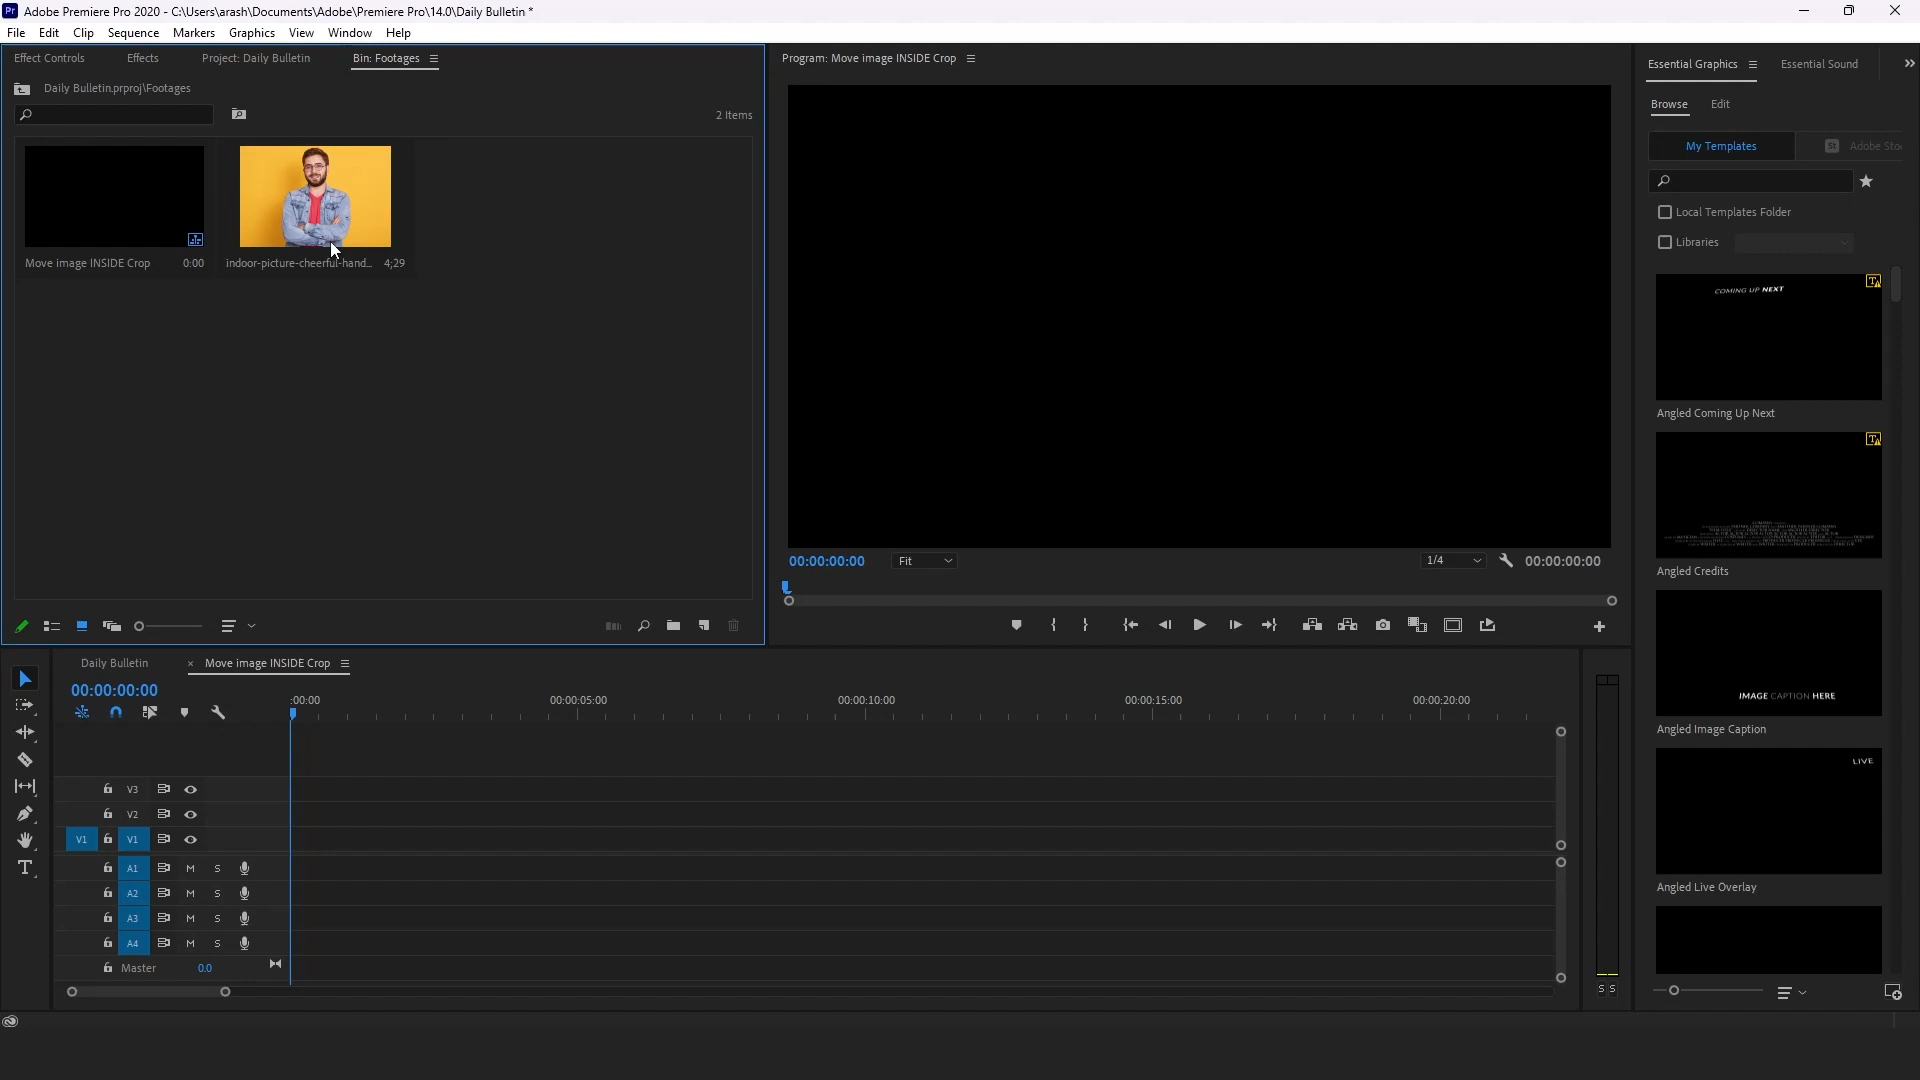 Pr Adobe Premiere Pro 2020 - C:\Users\arash\Documents\Adobe\Premiere Pro\14.0\Daily Bulletin *
File Edit Clip Sequence Markers Graphics View Window Help
Effect Controls Effects Project: Daily Bulletin Bin: Footages
Daily Bulletin.prproj\Footages
2 Items
Move image INSIDE Crop 0:00
indoor-picture-cheerful-hand... 4;29
Program: Move image INSIDE Crop
00:00:00:00 Fit 1/4 00:00:00:00
Essential Graphics Essential Sound
Browse Edit
My Templates St Adobe Stoc
Local Templates Folder
Libraries
COMING UP NEXT
Angled Coming Up Next
Angled Credits
IMAGE CAPTION HERE
Angled Image Caption
LIVE
Angled Live Overlay
Daily Bulletin × Move image INSIDE Crop
00:00:00:00
:00:00 00:00:05:00 00:00:10:00 00:00:15:00 00:00:20:00
V3
V2
V1 V1
A1 M S
A2 M S
A3 M S
A4 M S
Master 0.0
S S